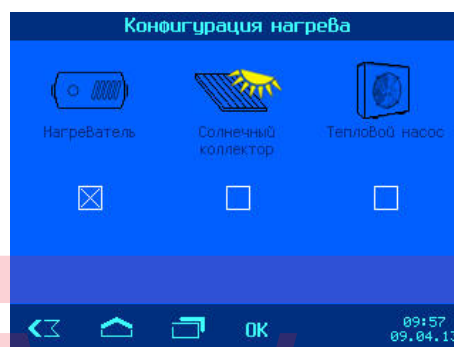 Конфигурация нагрева
Нагреватель
Солнечный
коллектор
Тепловой насос
OK
09:57
09.04.13